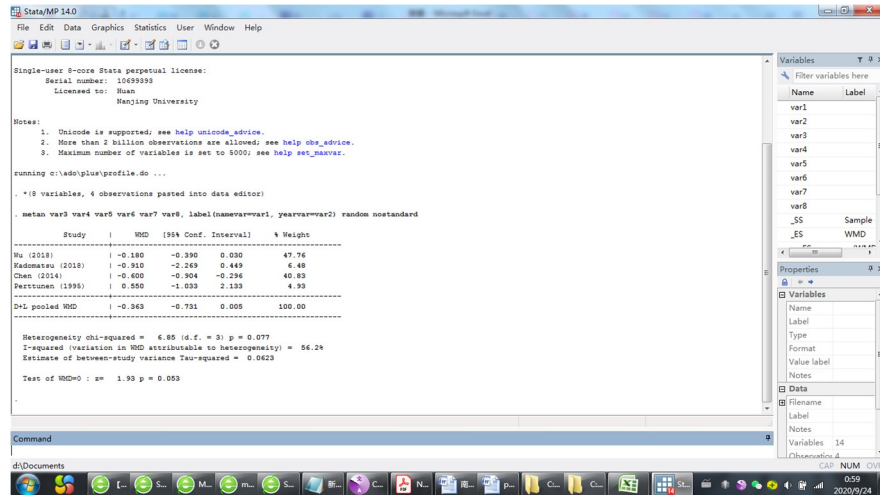 Stata/MP 14.0
File Edit Data Graphics Statistics User Window Help
Single-user 8-core Stata perpetual license:
Serial number: 10699393
Licensed to: Huan
Nanjing University
Notes:
1. Unicode is supported; see help unicode_advice.
2. More than 2 billion observations are allowed; see help obs_advice.
3. Maximum number of variables is set to 5000; see help set_maxvar.
running c:\ado\plus\profile.do ...
. *(8 variables, 4 observations pasted into data editor)
. metan var3 var4 var5 var6 var7 var8, label(namevar=var1, yearvar=var2) random nostandard
Study | WMD [95% Conf. Interval] % Weight
Wu (2018) | -0.180 -0.390 0.030 47.76
Kadomatsu (2018) | -0.910 -2.269 0.449 6.48
Chen (2014) | -0.600 -0.904 -0.296 40.83
Perttunen (1995) | 0.550 -1.033 2.133 4.93
D+L pooled WMD | -0.363 -0.731 0.005 100.00
Heterogeneity chi-squared = 6.85 (d.f. = 3) p = 0.077
I-squared (variation in WMD attributable to heterogeneity) = 56.2%
Estimate of between-study variance Tau-squared = 0.0623
Test of WMD=0 : z= 1.93 p = 0.053
.
Command
d:\Documents
Variables
Filter variables here
Name Label
var1
var2
var3
var4
var5
var6
var7
var8
_SS Sample
_ES WMD
Properties
Variables
Name
Label
Type
Format
Value label
Notes
Data
Filename
Label
Notes
Variables 14
Observation 4
CAP NUM OV
I... S... M... m... S... 新... C... N... p... C... C... St...
0:59
2020/9/24